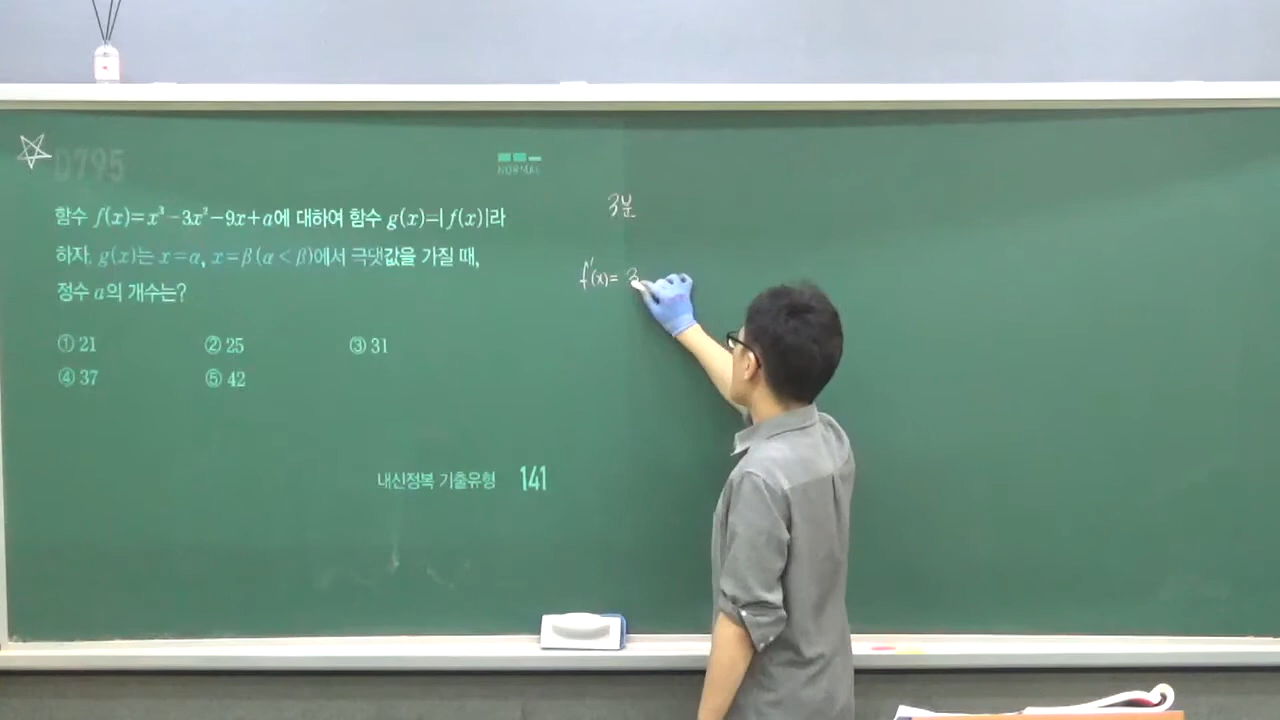 D795
NORMAL
함수 f(x)=x³-3x²-9x+a에 대하여 함수 g(x)=|f(x)|라
하자. g(x)는 x=α, x=β(α<β)에서 극댓값을 가질 때,
정수 a의 개수는?
① 21 ② 25 ③ 31
④ 37 ⑤ 42
내신정복 기출유형 141
3분
f'(x)= 3